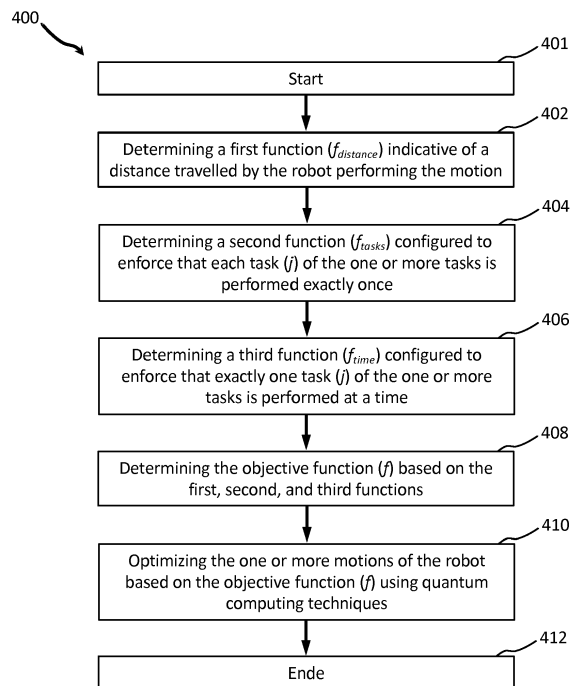 400
401
Start
402
Determining a first function (f_distance) indicative of a
distance travelled by the robot performing the motion
404
Determining a second function (f_tasks) configured to
enforce that each task (j) of the one or more tasks is
performed exactly once
406
Determining a third function (f_time) configured to
enforce that exactly one task (j) of the one or more
tasks is performed at a time
408
Determining the objective function (f) based on the
first, second, and third functions
410
Optimizing the one or more motions of the robot
based on the objective function (f) using quantum
computing techniques
412
Ende